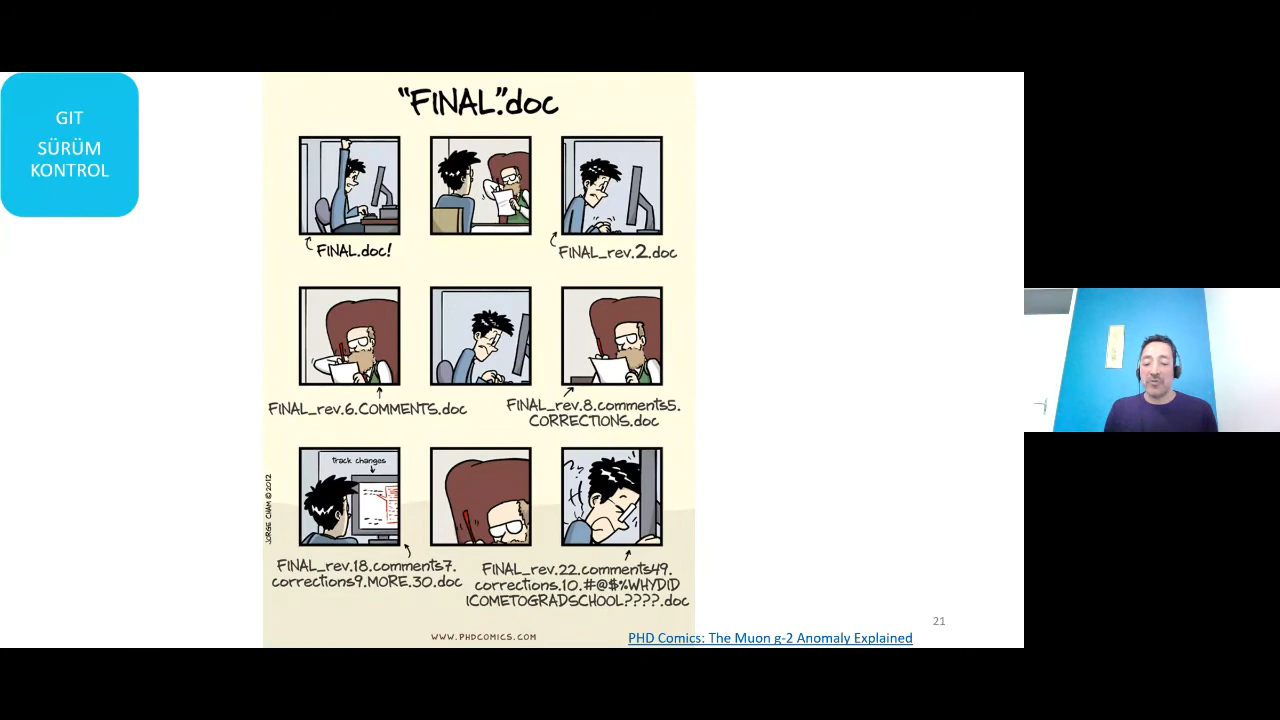 GIT
SÜRÜM
KONTROL
"FINAL".doc
FINAL.doc!
FINAL_rev.2.doc
FINAL_rev.6.COMMENTS.doc
FINAL_rev.8.comments5.
CORRECTIONS.doc
track changes
JORGE CHAM © 2012
FINAL_rev.18.comments7.
corrections9.MORE.30.doc
FINAL_rev.22.comments49.
corrections.10.#@$%WHYDID
ICOMETOGRADSCHOOL????.doc
WWW.PHDCOMICS.COM
21
PHD Comics: The Muon g-2 Anomaly Explained